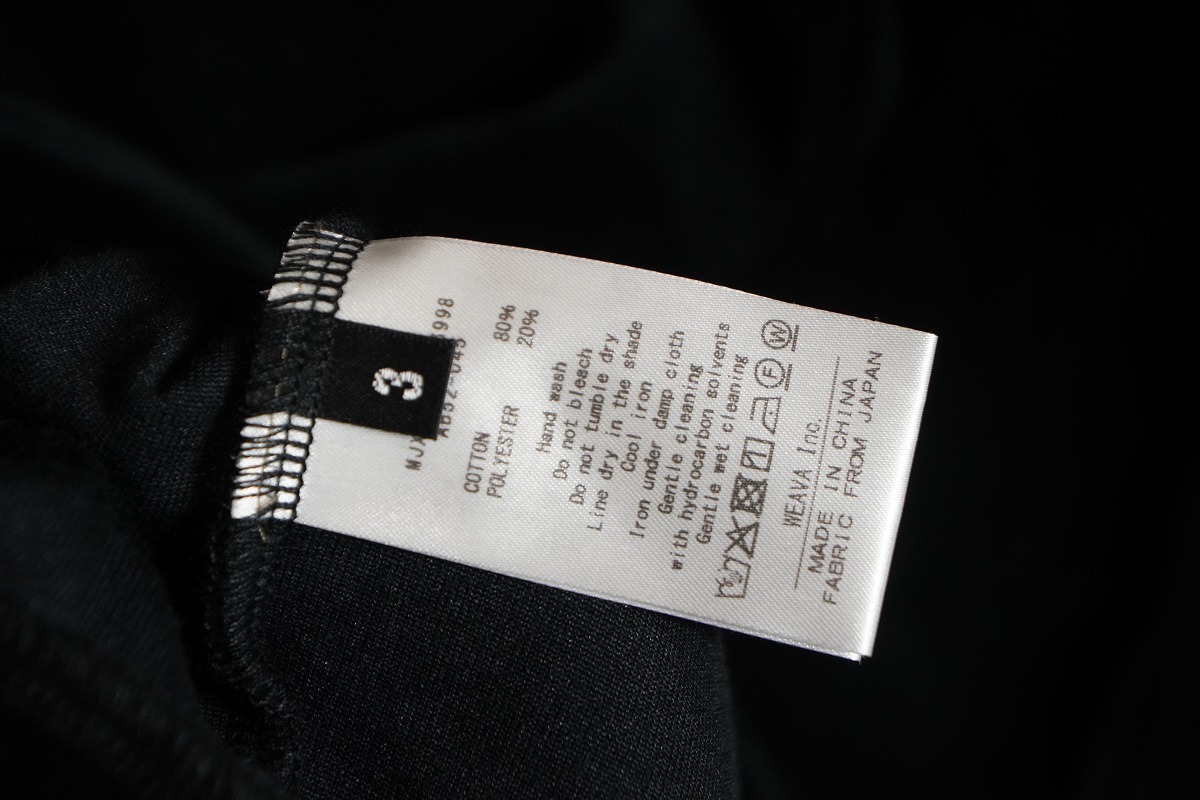 3
MJX
998
COTTON 80%
POLYESTER 20%
Hand wash
Do not bleach
Do not tumble dry
Line dry in the shade
Cool iron
Iron under damp cloth
Gentle cleaning
with hydrocarbon solvents
Gentle wet cleaning
F W
WEAVA Inc.
MADE IN CHINA
FABRIC FROM JAPAN